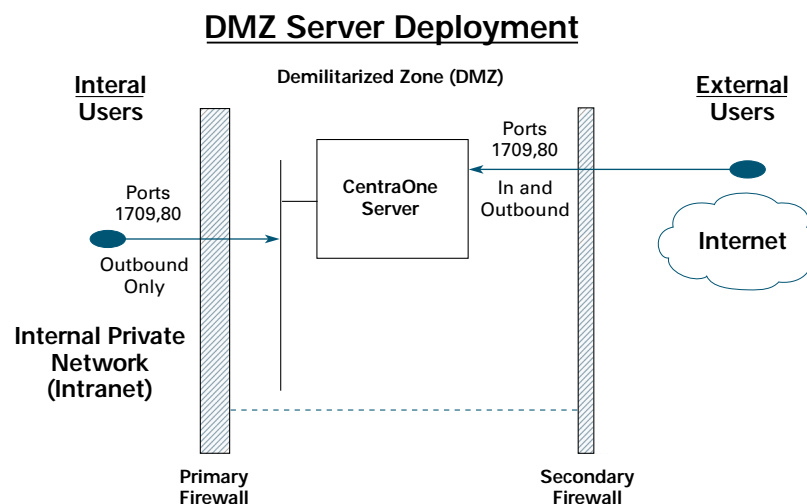 DMZ Server Deployment
Demilitarized Zone (DMZ)
Interal
Users
External
Users
Ports
1709,80
CentraOne
Server
In and
Outbound
Ports
1709,80
Outbound
Only
Internet
Internal Private
Network
(Intranet)
Primary
Firewall
Secondary
Firewall